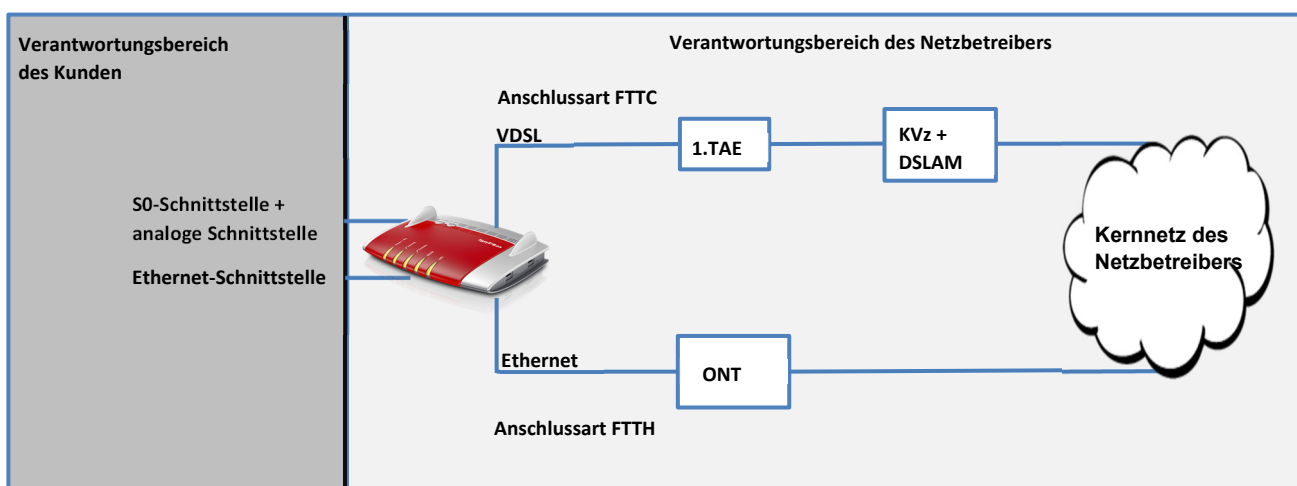 Verantwortungsbereich
des Kunden
Verantwortungsbereich des Netzbetreibers
Anschlussart FTTC
VDSL
1.TAE
KVz +
DSLAM
S0-Schnittstelle +
analoge Schnittstelle
Ethernet-Schnittstelle
Kernnetz des
Netzbetreibers
Ethernet
ONT
Anschlussart FTTH